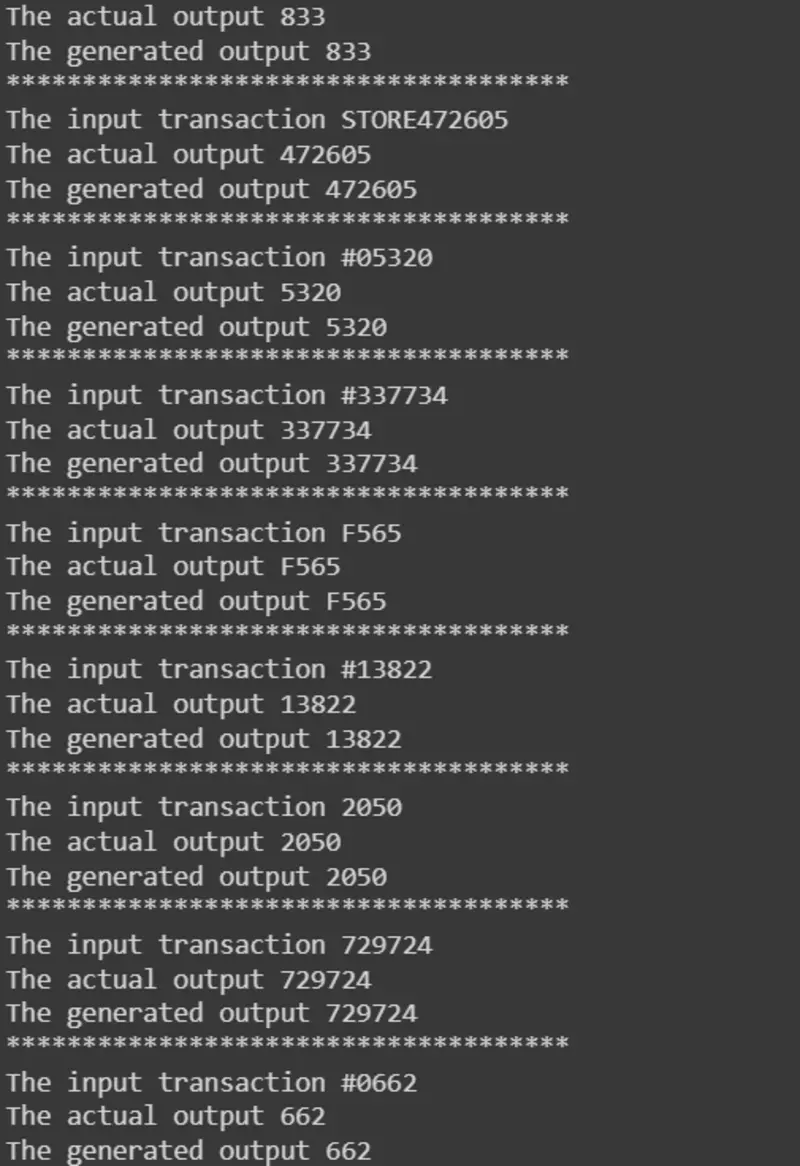 The actual output 833
The generated output 833
*************************************
The input transaction STORE472605
The actual output 472605
The generated output 472605
*************************************
The input transaction #05320
The actual output 5320
The generated output 5320
*************************************
The input transaction #337734
The actual output 337734
The generated output 337734
*************************************
The input transaction F565
The actual output F565
The generated output F565
*************************************
The input transaction #13822
The actual output 13822
The generated output 13822
*************************************
The input transaction 2050
The actual output 2050
The generated output 2050
*************************************
The input transaction 729724
The actual output 729724
The generated output 729724
*************************************
The input transaction #0662
The actual output 662
The generated output 662